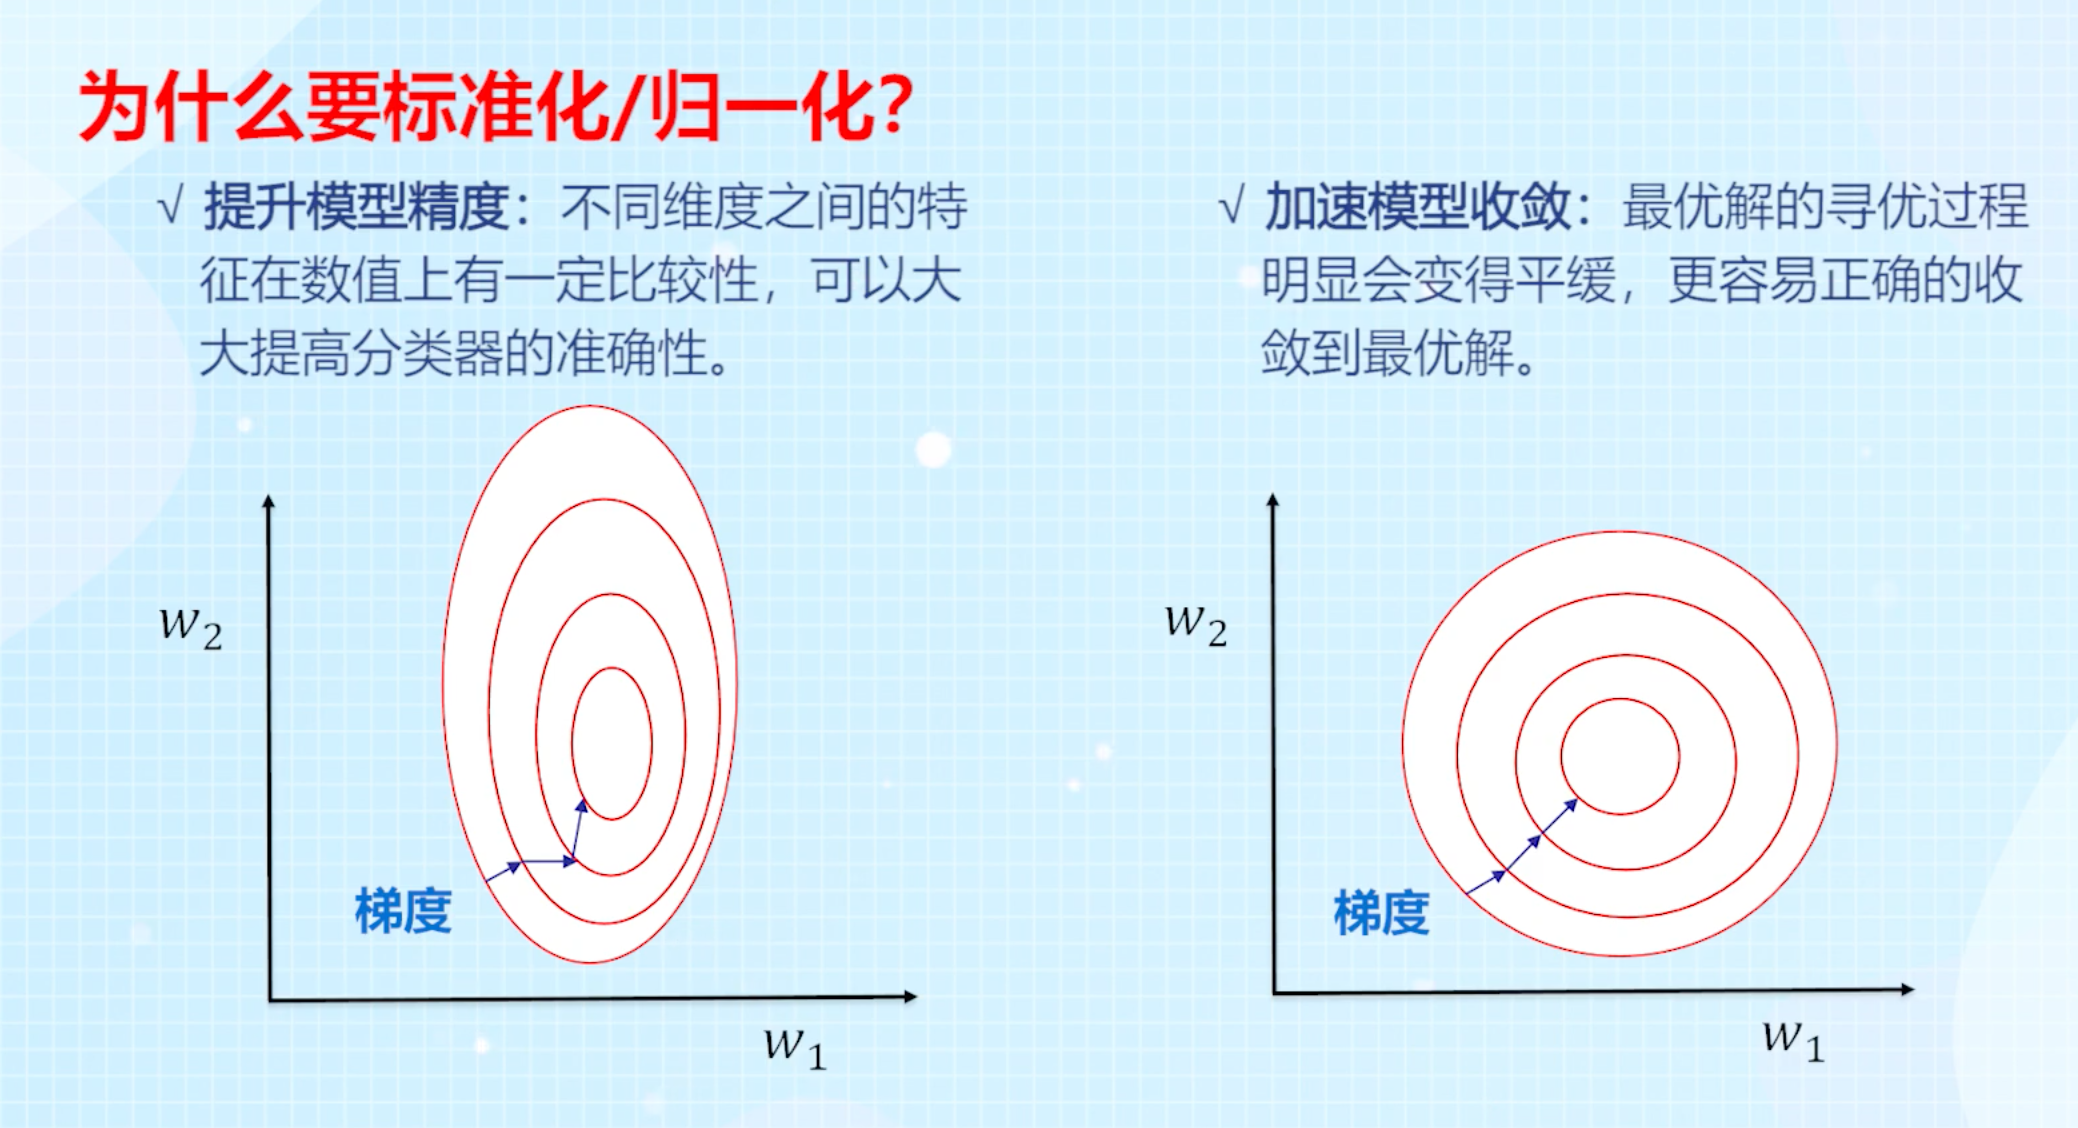 为什么要标准化/归一化？
√ 提升模型精度：不同维度之间的特
征在数值上有一定比较性，可以大
大提高分类器的准确性。
√ 加速模型收敛：最优解的寻优过程
明显会变得平缓，更容易正确的收
敛到最优解。
w₂
梯度
w₁
w₂
梯度
w₁